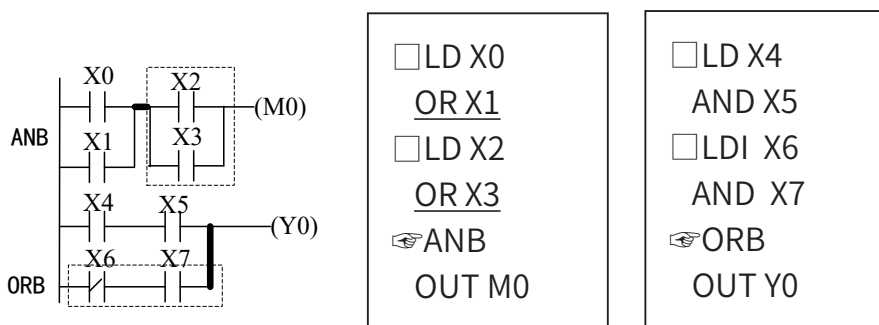 X0
X2
(M0)
ANB
X1
X3
X4
X5
(Y0)
X6
X7
ORB
□LD X0
OR X1
□LD X2
OR X3
☞ANB
OUT M0
□LD X4
AND X5
□LDI X6
AND X7
☞ORB
OUT Y0